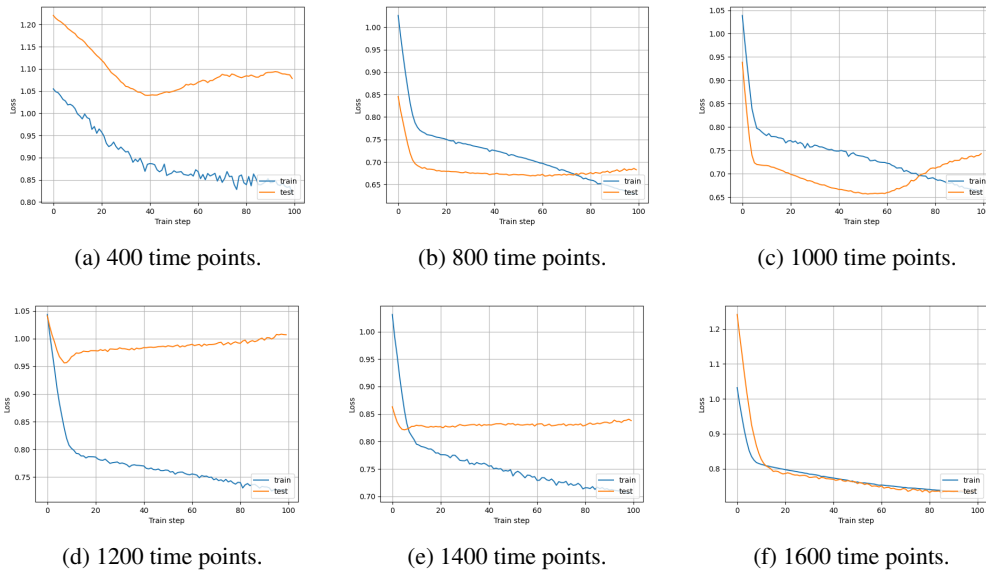 1.20
1.15
1.10
1.05
1.00
0.95
0.90
0.85
0.80
Loss
0 20 40 60 80 100
Train step
train
test
(a) 400 time points.
1.00
0.95
0.90
0.85
0.80
0.75
0.70
0.65
Loss
0 20 40 60 80 100
Train step
train
test
(b) 800 time points.
1.05
1.00
0.95
0.90
0.85
0.80
0.75
0.70
0.65
Loss
0 20 40 60 80 100
Train step
train
test
(c) 1000 time points.
1.05
1.00
0.95
0.90
0.85
0.80
0.75
Loss
0 20 40 60 80 100
Train step
train
test
(d) 1200 time points.
1.00
0.95
0.90
0.85
0.80
0.75
0.70
Loss
0 20 40 60 80 100
Train step
train
test
(e) 1400 time points.
1.2
1.0
0.9
0.8
Loss
0 20 40 60 80 100
Train step
train
test
(f) 1600 time points.